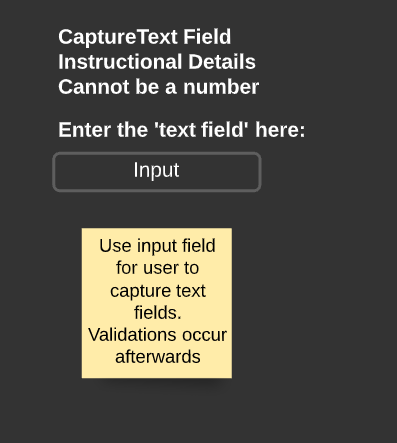 CaptureText Field
Instructional Details
Cannot be a number
Enter the 'text field' here:
Input
Use input field
for user to
capture text
fields.
Validations occur
afterwards